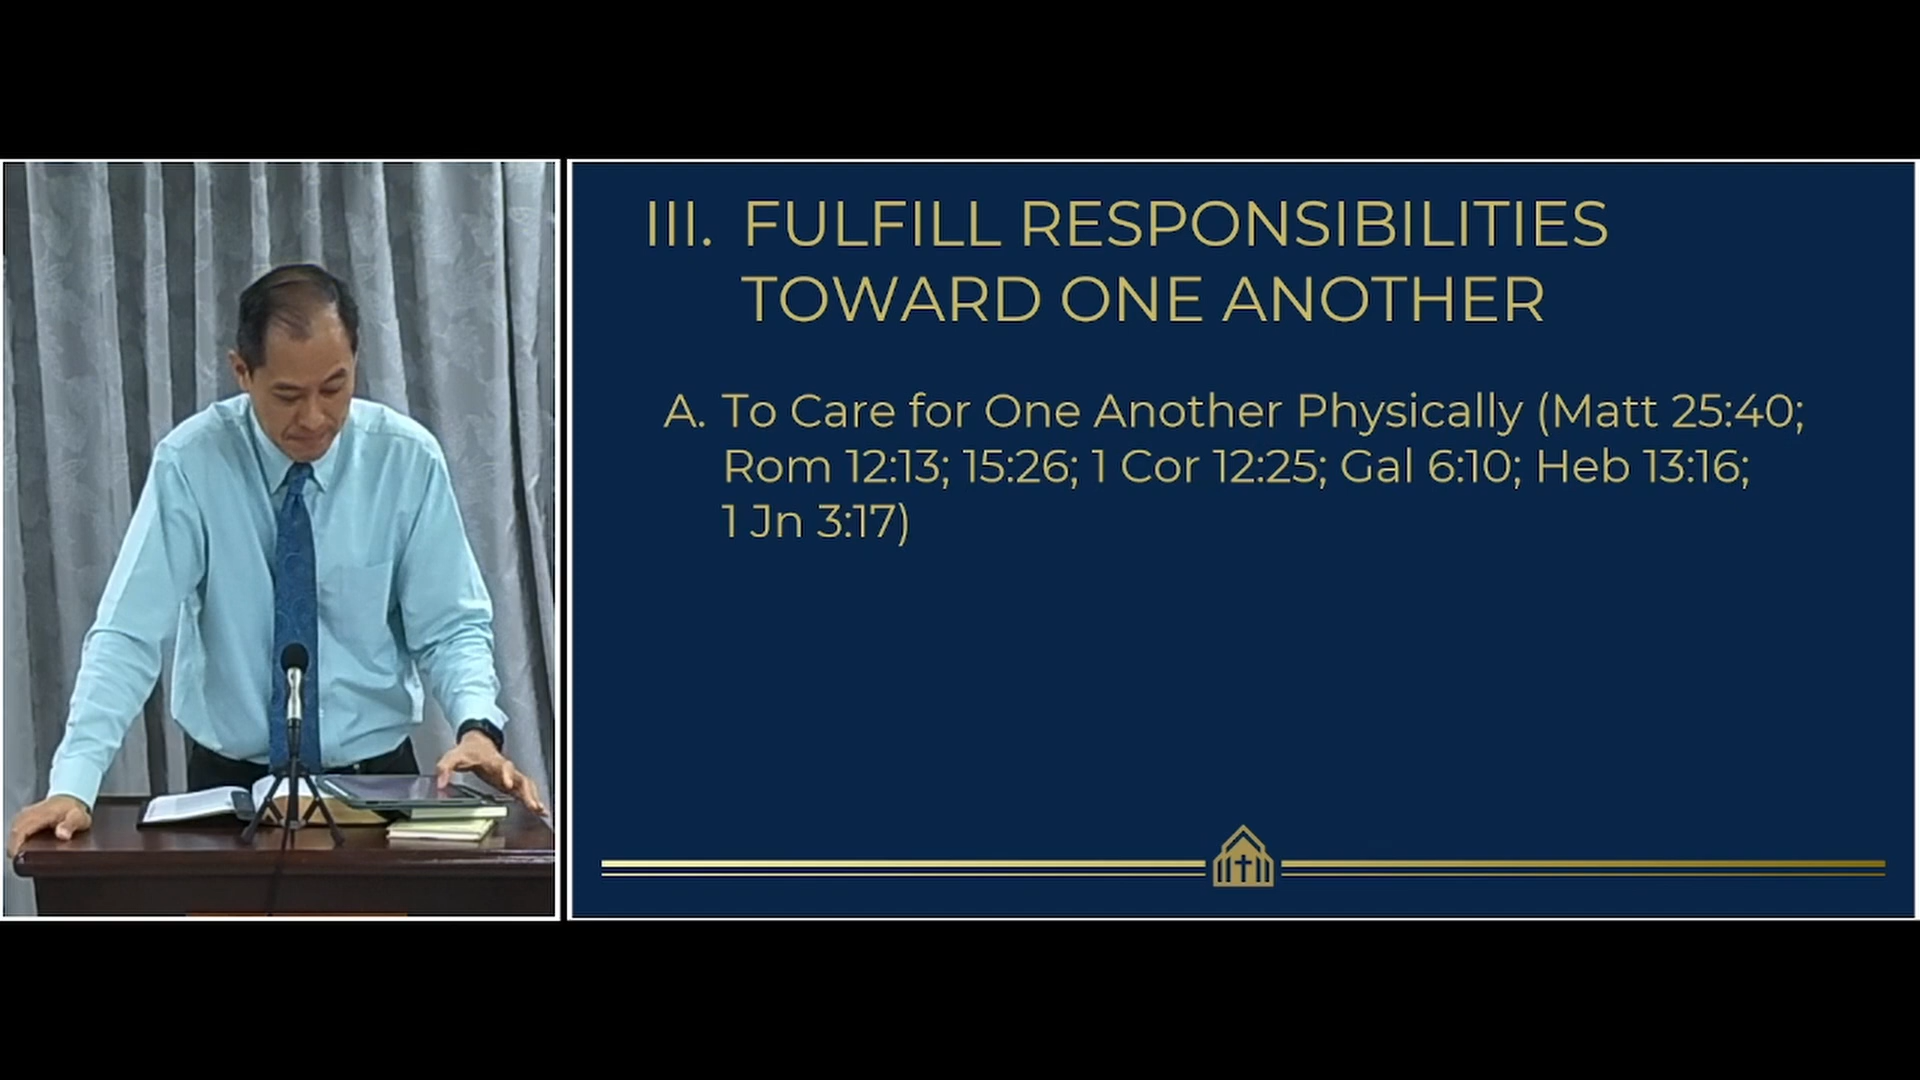 III. FULFILL RESPONSIBILITIES
TOWARD ONE ANOTHER
A. To Care for One Another Physically (Matt 25:40;
Rom 12:13; 15:26; 1 Cor 12:25; Gal 6:10; Heb 13:16;
1 Jn 3:17)